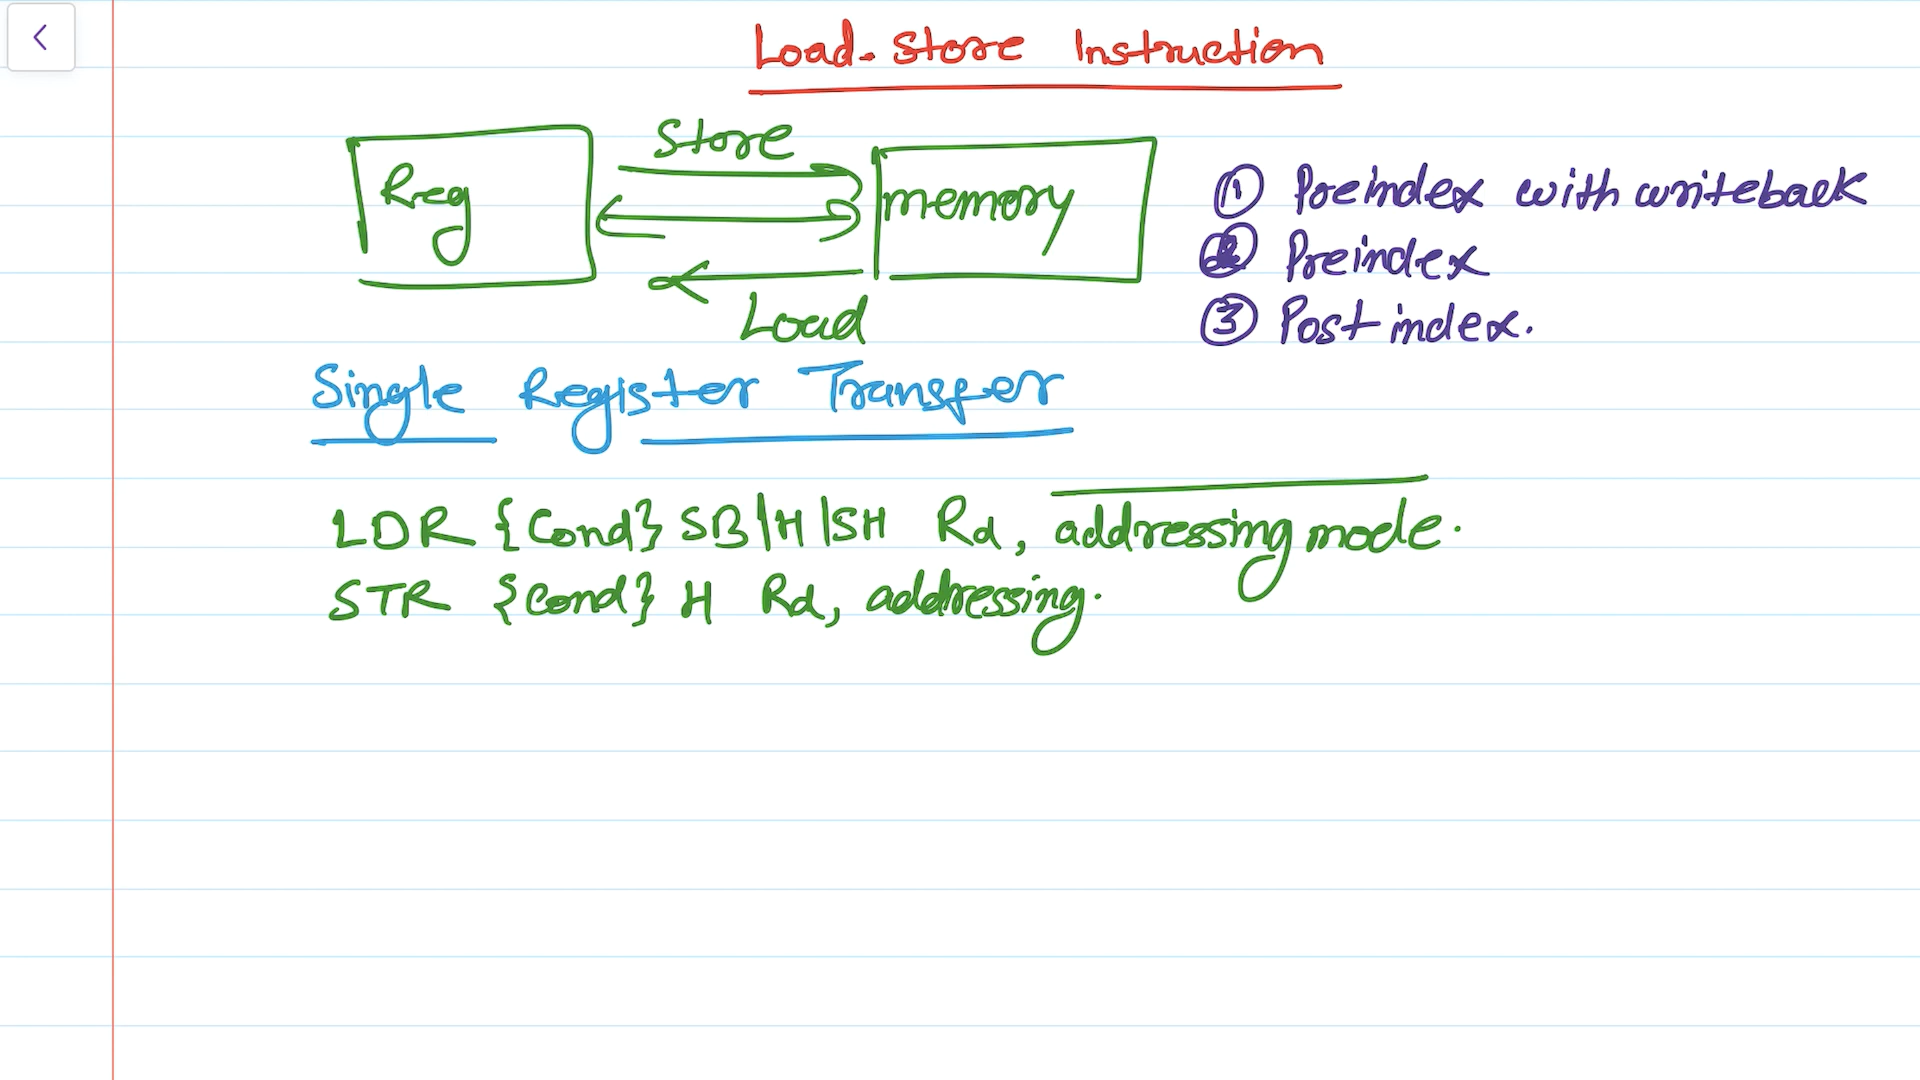 Load-Store Instruction
Store
Reg
memory
Load
① Preindex with writeback
② Preindex
③ Post index.
Single Register Transfer
LDR {Cond} SB|H|SH Rd, addressing mode.
STR {Cond} H Rd, addressing.